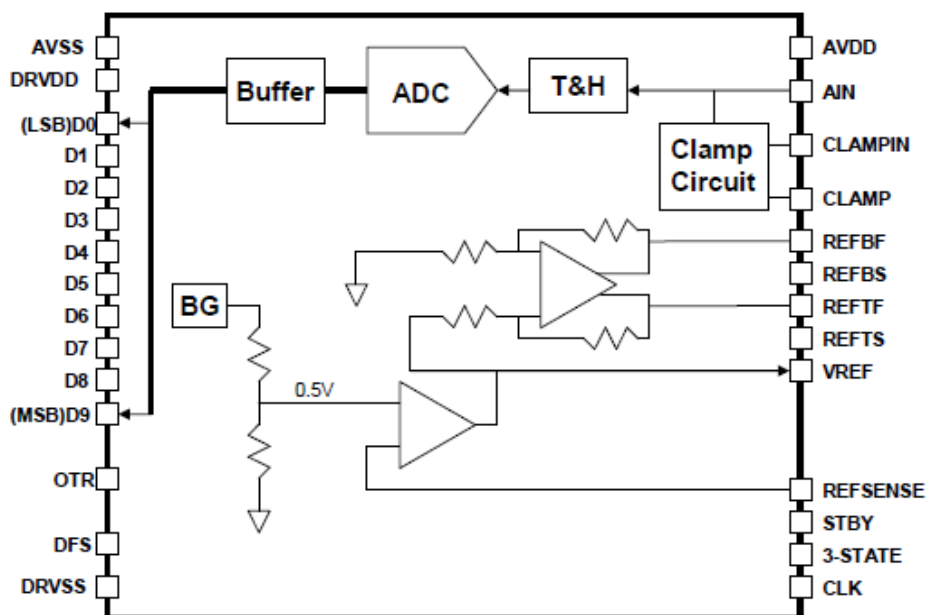 AVSS
DRVDD
(LSB)D0
D1
D2
D3
D4
D5
D6
D7
D8
(MSB)D9
OTR
DFS
DRVSS
Buffer
ADC
T&H
Clamp
Circuit
BG
0.5V
AVDD
AIN
CLAMPIN
CLAMP
REFBF
REFBS
REFTF
REFTS
VREF
REFSENSE
STBY
3-STATE
CLK